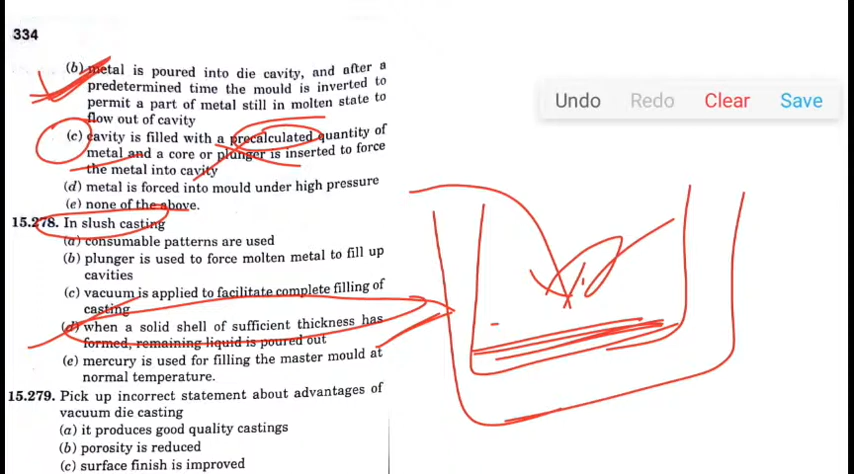 334
(b) metal is poured into die cavity, and after a
predetermined time the mould is inverted to
permit a part of metal still in molten state to
flow out of cavity
(c) cavity is filled with a precalculated quantity of
metal and a core or plunger is inserted to force
the metal into cavity
(d) metal is forced into mould under high pressure
(e) none of the above.
15.278. In slush casting
(a) consumable patterns are used
(b) plunger is used to force molten metal to fill up
cavities
(c) vacuum is applied to facilitate complete filling of
casting
(d) when a solid shell of sufficient thickness has
formed, remaining liquid is poured out
(e) mercury is used for filling the master mould at
normal temperature.
15.279. Pick up incorrect statement about advantages of
vacuum die casting
(a) it produces good quality castings
(b) porosity is reduced
(c) surface finish is improved
Undo Redo Clear Save